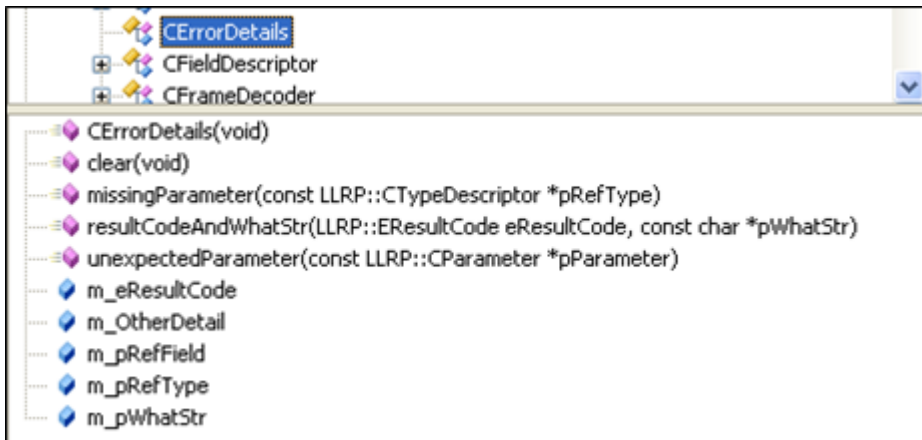 CErrorDetails
CFieldDescriptor
CFrameDecoder
CErrorDetails(void)
clear(void)
missingParameter(const LLRP::CTypeDescriptor *pRefType)
resultCodeAndWhatStr(LLRP::EResultCode eResultCode, const char *pWhatStr)
unexpectedParameter(const LLRP::CParameter *pParameter)
m_eResultCode
m_OtherDetail
m_pRefField
m_pRefType
m_pWhatStr